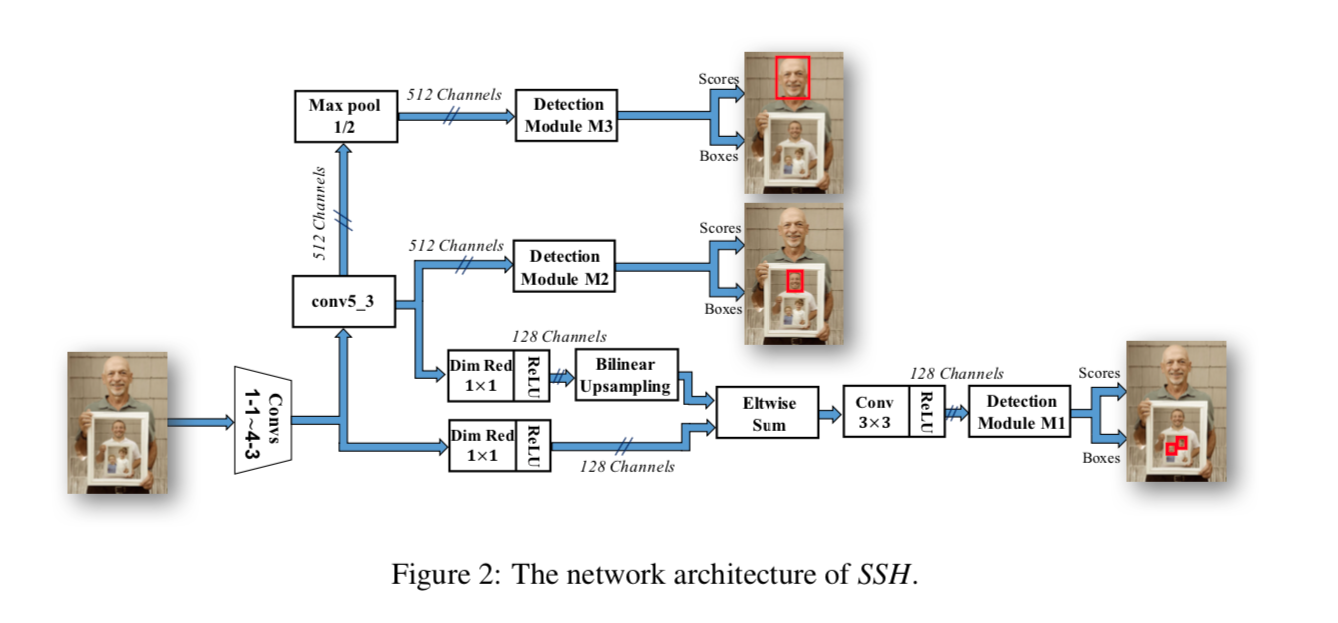 512 Channels
Max pool
1/2
Detection
Module M3
Scores
Boxes
512 Channels
512 Channels
conv5_3
Detection
Module M2
Scores
Boxes
128 Channels
Dim Red
1×1
ReLU
Bilinear
Upsampling
Convs
1-1~4-3
Dim Red
1×1
ReLU
128 Channels
Eltwise
Sum
Conv
3×3
ReLU
128 Channels
Detection
Module M1
Scores
Boxes
Figure 2: The network architecture of SSH.